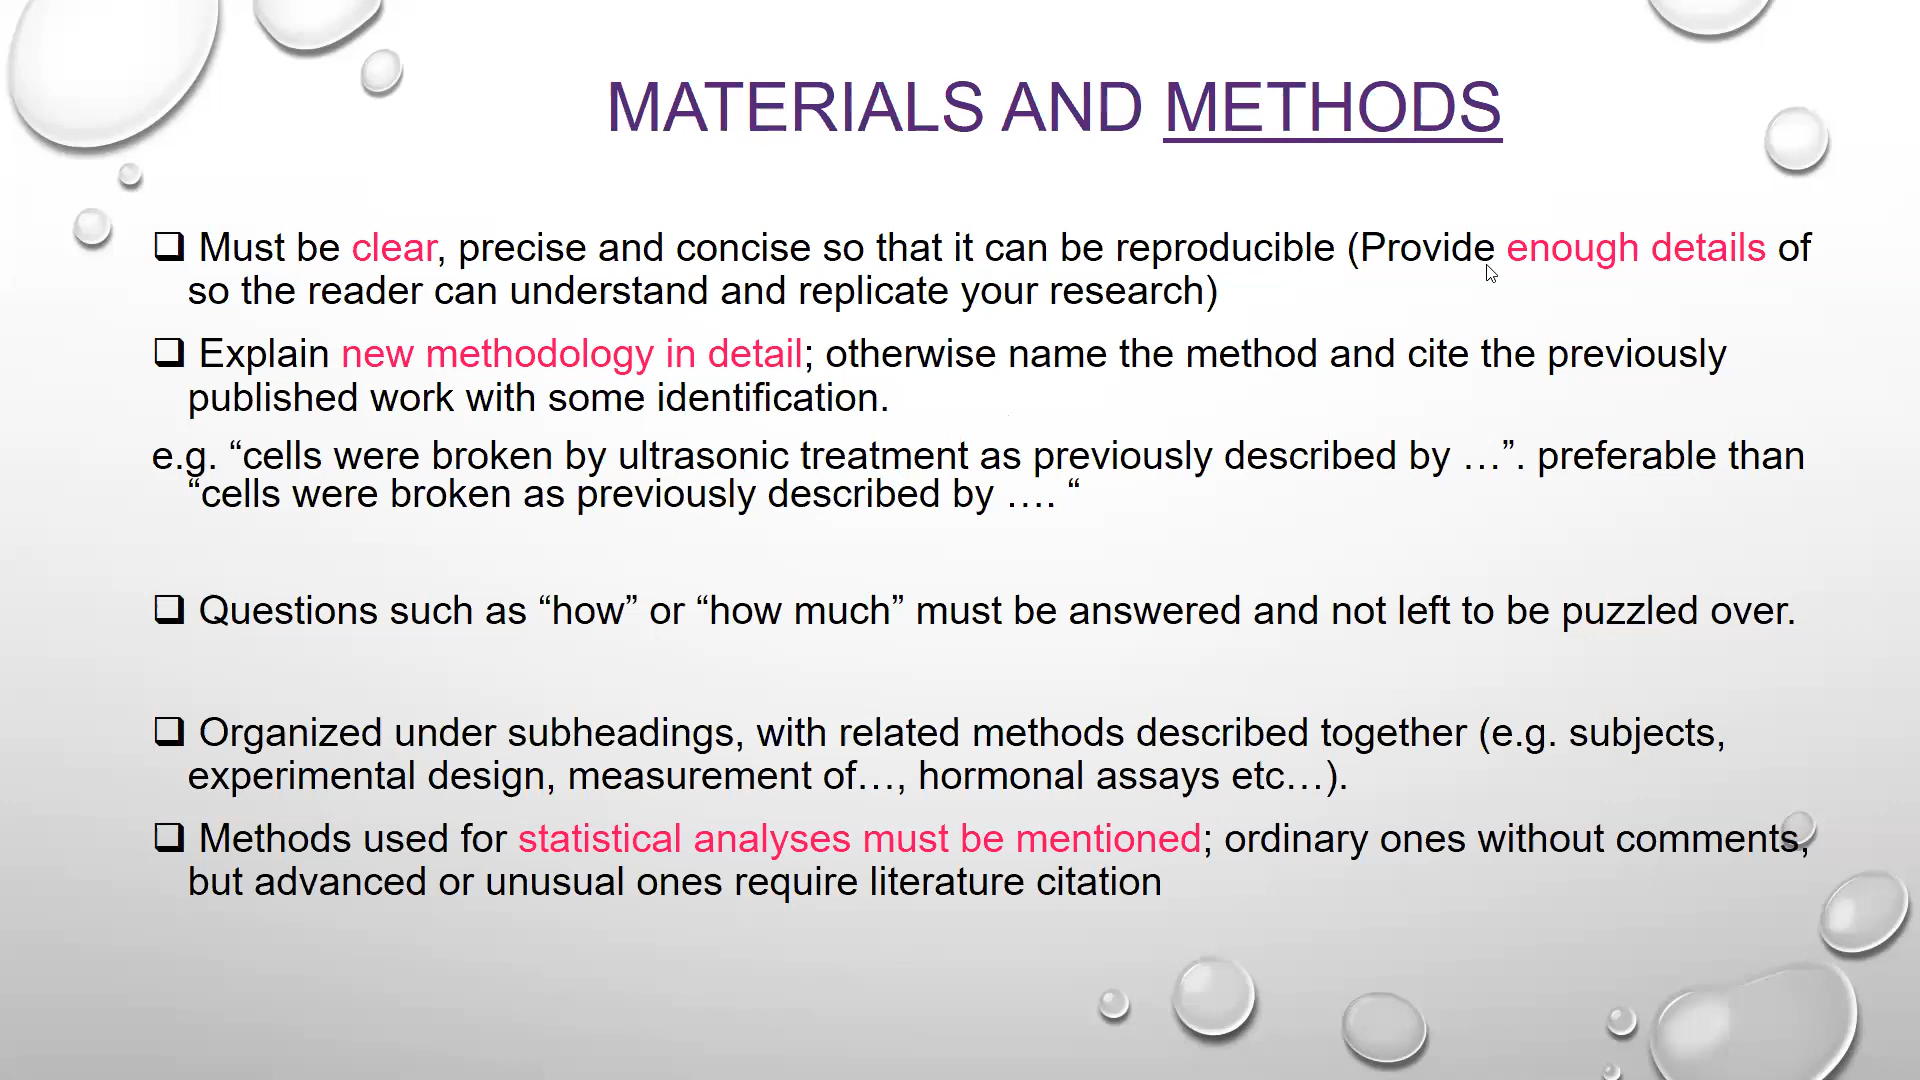 MATERIALS AND METHODS
❑ Must be clear, precise and concise so that it can be reproducible (Provide enough details of
so the reader can understand and replicate your research)
❑ Explain new methodology in detail; otherwise name the method and cite the previously
published work with some identification.
e.g. “cells were broken by ultrasonic treatment as previously described by …”. preferable than
“cells were broken as previously described by …. “
❑ Questions such as “how” or “how much” must be answered and not left to be puzzled over.
❑ Organized under subheadings, with related methods described together (e.g. subjects,
experimental design, measurement of…, hormonal assays etc…).
❑ Methods used for statistical analyses must be mentioned; ordinary ones without comments,
but advanced or unusual ones require literature citation